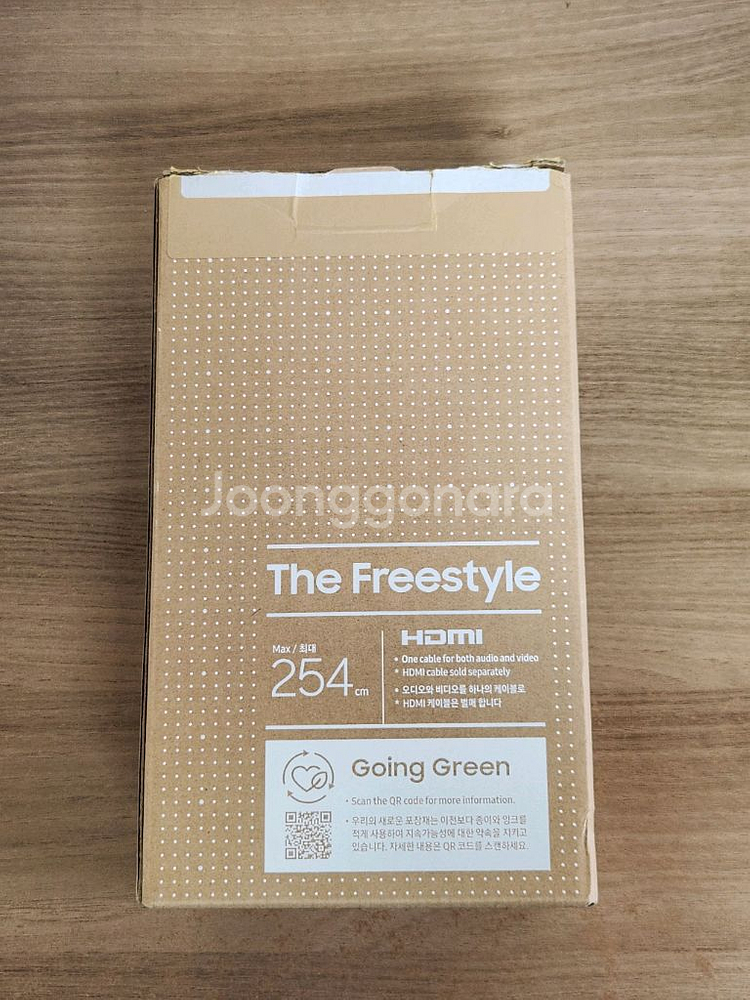 Joonggonara
The Freestyle
Max / 최대
254 cm
HDMI
• One cable for both audio and video
* HDMI cable sold separately
• 오디오와 비디오를 하나의 케이블로
* HDMI 케이블은 별매 합니다
Going Green
• Scan the QR code for more information.
• 우리의 새로운 포장재는 이전보다 종이와 잉크를
적게 사용하여 지속가능성에 대한 약속을 지키고
있습니다. 자세한 내용은 QR 코드를 스캔하세요.